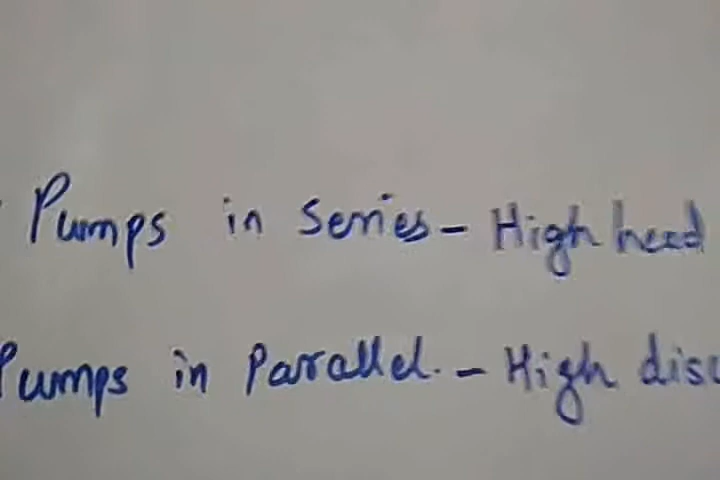 Pumps in Series - High head
Pumps in Parallel. - High